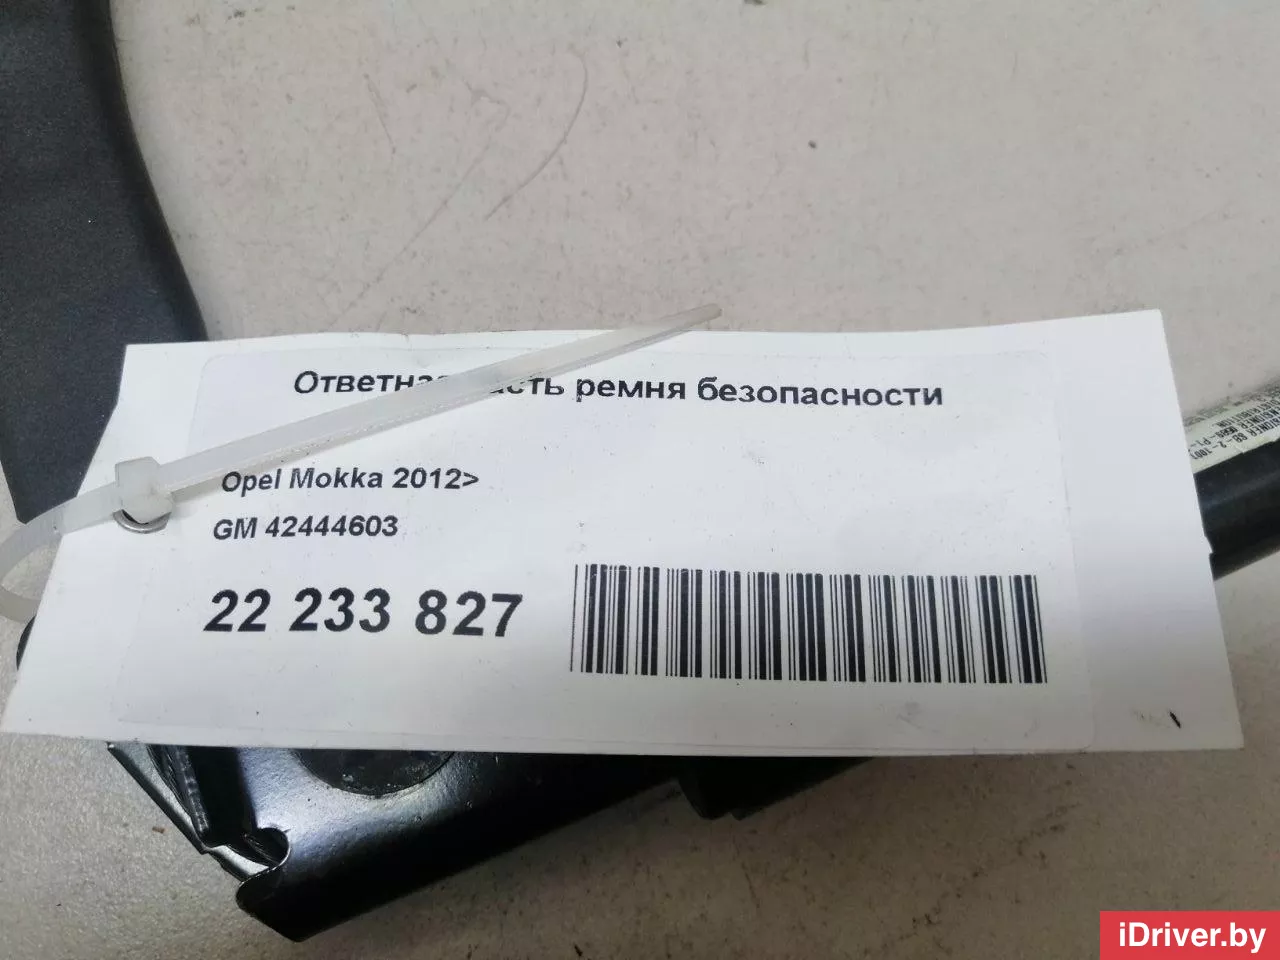 Ответная часть ремня безопасности
Opel Mokka 2012>
GM 42444603
22 233 827
iDriver.by